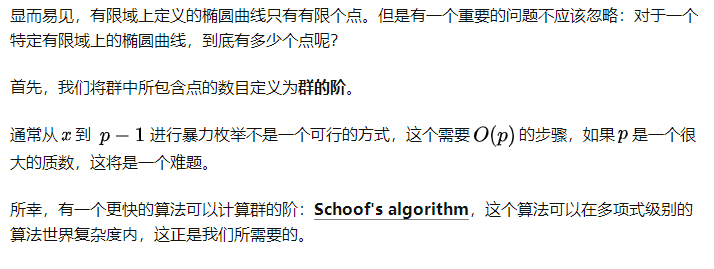 显而易见，有限域上定义的椭圆曲线只有有限个点。但是有一个重要的问题不应该忽略：对于一个
特定有限域上的椭圆曲线，到底有多少个点呢？
首先，我们将群中所包含点的数目定义为群的阶。
通常从 x 到 p − 1 进行暴力枚举不是一个可行的方式，这个需要 O(p) 的步骤，如果 p 是一个很
大的质数，这将是一个难题。
所幸，有一个更快的算法可以计算群的阶：Schoof's algorithm，这个算法可以在多项式级别的
算法世界复杂度内，这正是我们所需要的。